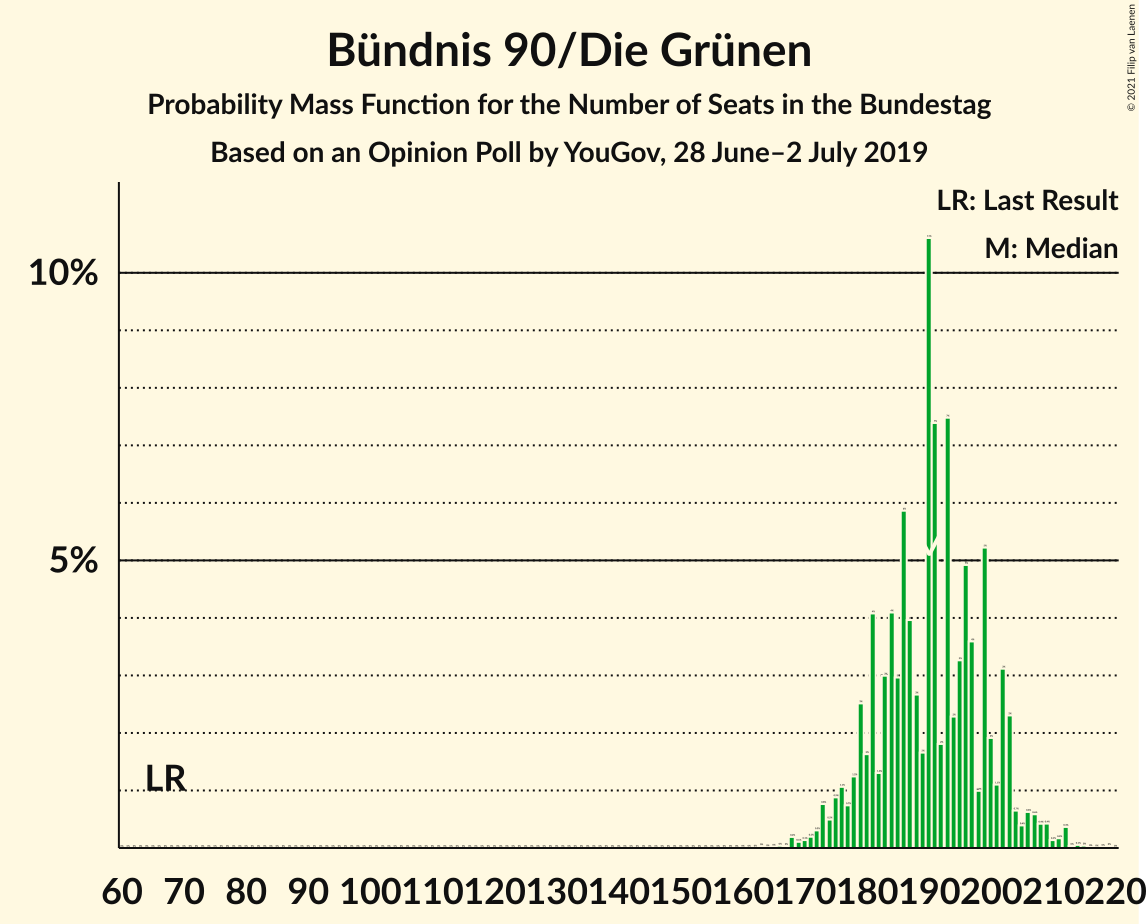 Bündnis 90/Die Grünen
Probability Mass Function for the Number of Seats in the Bundestag
Based on an Opinion Poll by YouGov, 28 June–2 July 2019
© 2021 Filip van Laenen
LR: Last Result
M: Median
10%
5%
LR
60 70 80 90 100 110 120 130 140 150 160 170 180 190 200 210 220